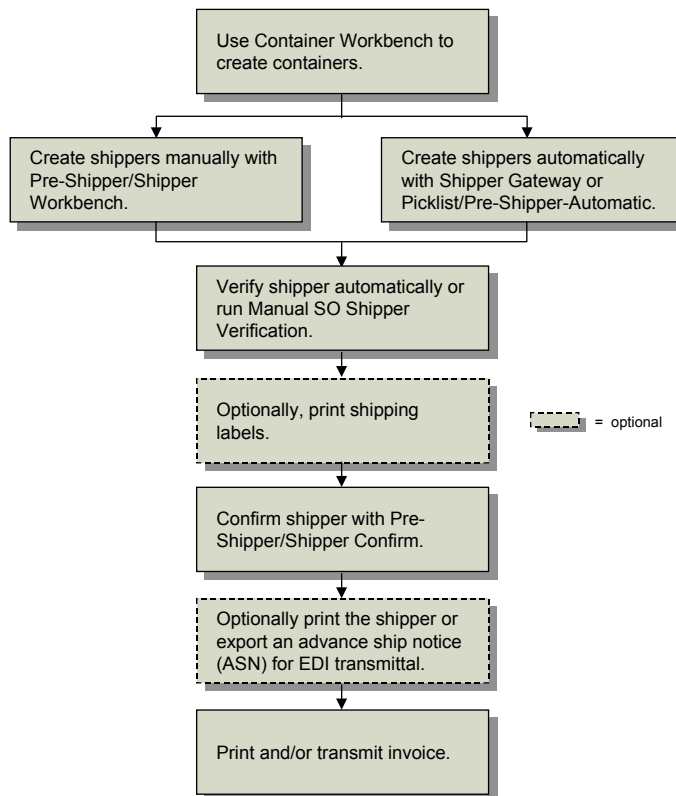 Use Container Workbench to
create containers.
Create shippers manually with
Pre-Shipper/Shipper
Workbench.
Create shippers automatically
with Shipper Gateway or
Picklist/Pre-Shipper-Automatic.
Verify shipper automatically or
run Manual SO Shipper
Verification.
Optionally, print shipping
labels.
= optional
Confirm shipper with Pre-
Shipper/Shipper Confirm.
Optionally print the shipper or
export an advance ship notice
(ASN) for EDI transmittal.
Print and/or transmit invoice.